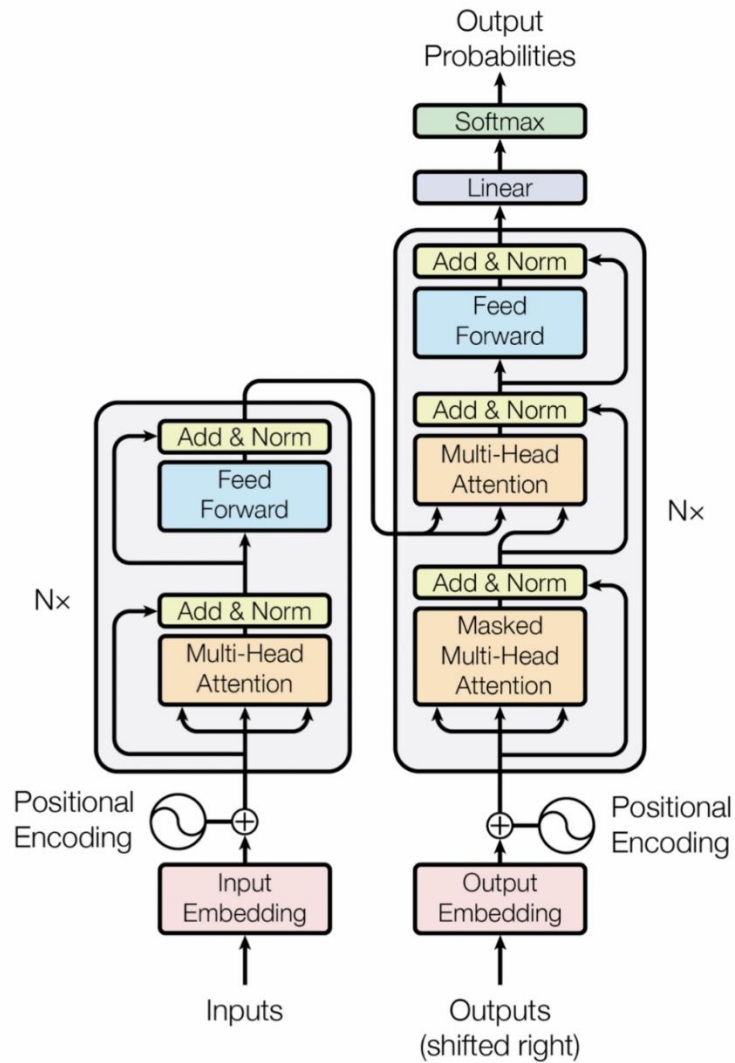 Output
Probabilities
Softmax
Linear
Add & Norm
Feed
Forward
Add & Norm
Multi-Head
Attention
Add & Norm
Masked
Multi-Head
Attention
Nx
Add & Norm
Feed
Forward
Add & Norm
Multi-Head
Attention
Nx
Positional
Encoding
Positional
Encoding
Input
Embedding
Output
Embedding
Inputs
Outputs
(shifted right)